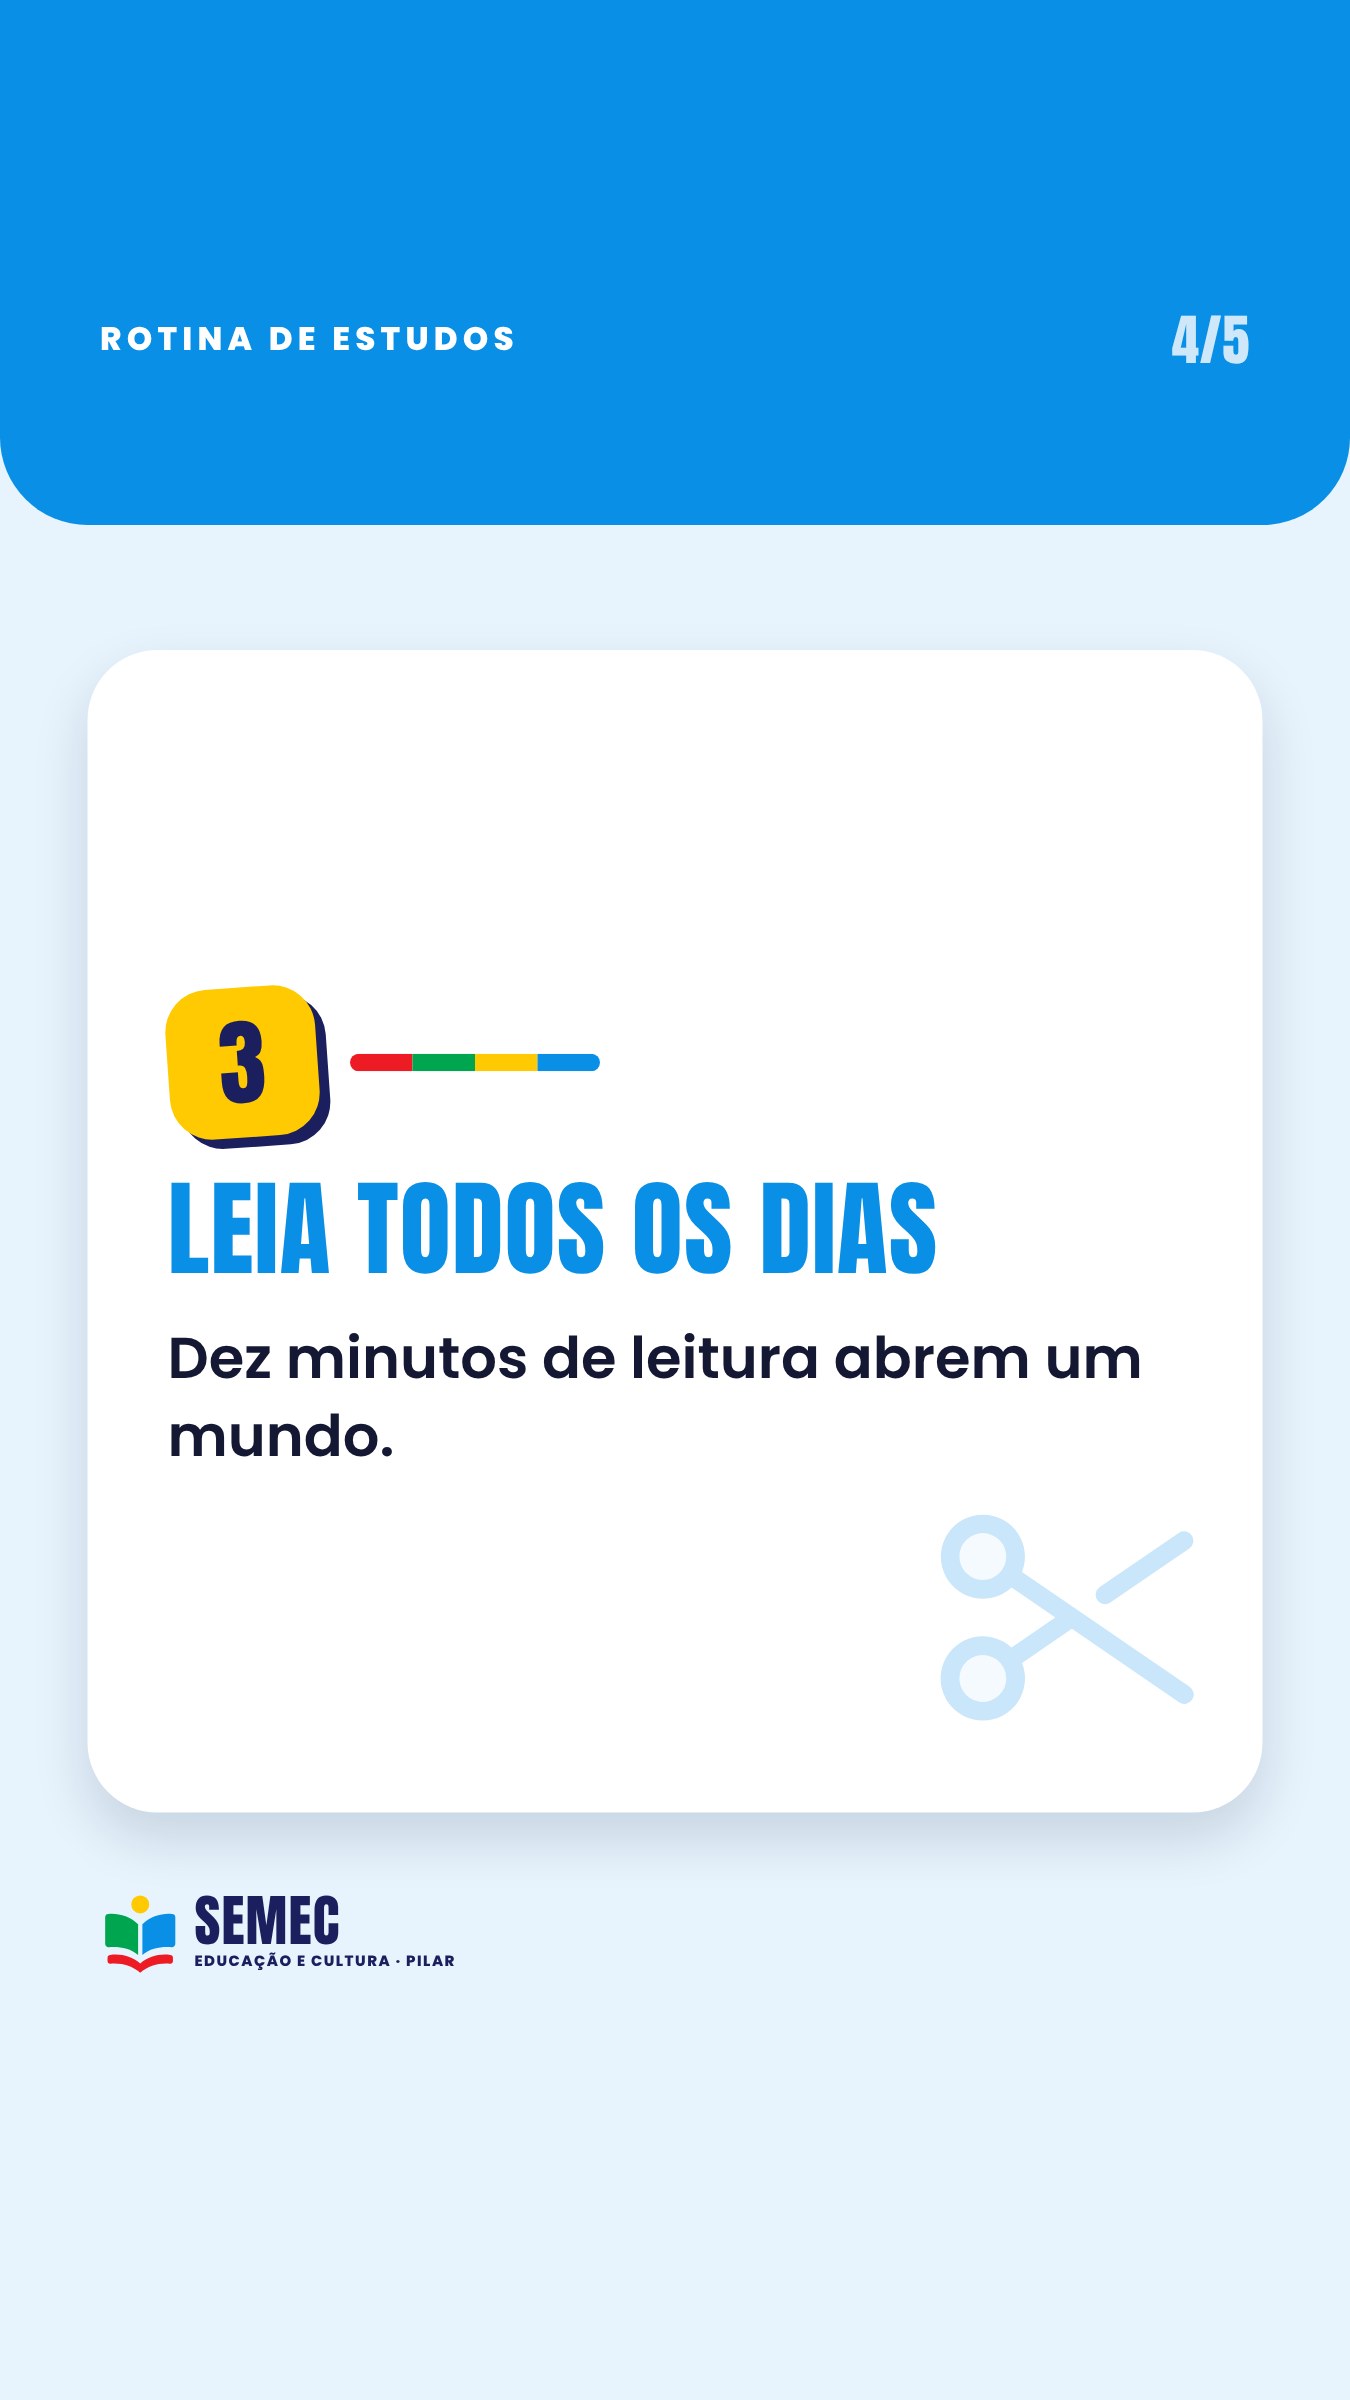 ROTINA DE ESTUDOS
4/5
3
LEIA TODOS OS DIAS
Dez minutos de leitura abrem um
mundo.
SEMEC
EDUCAÇÃO E CULTURA · PILAR